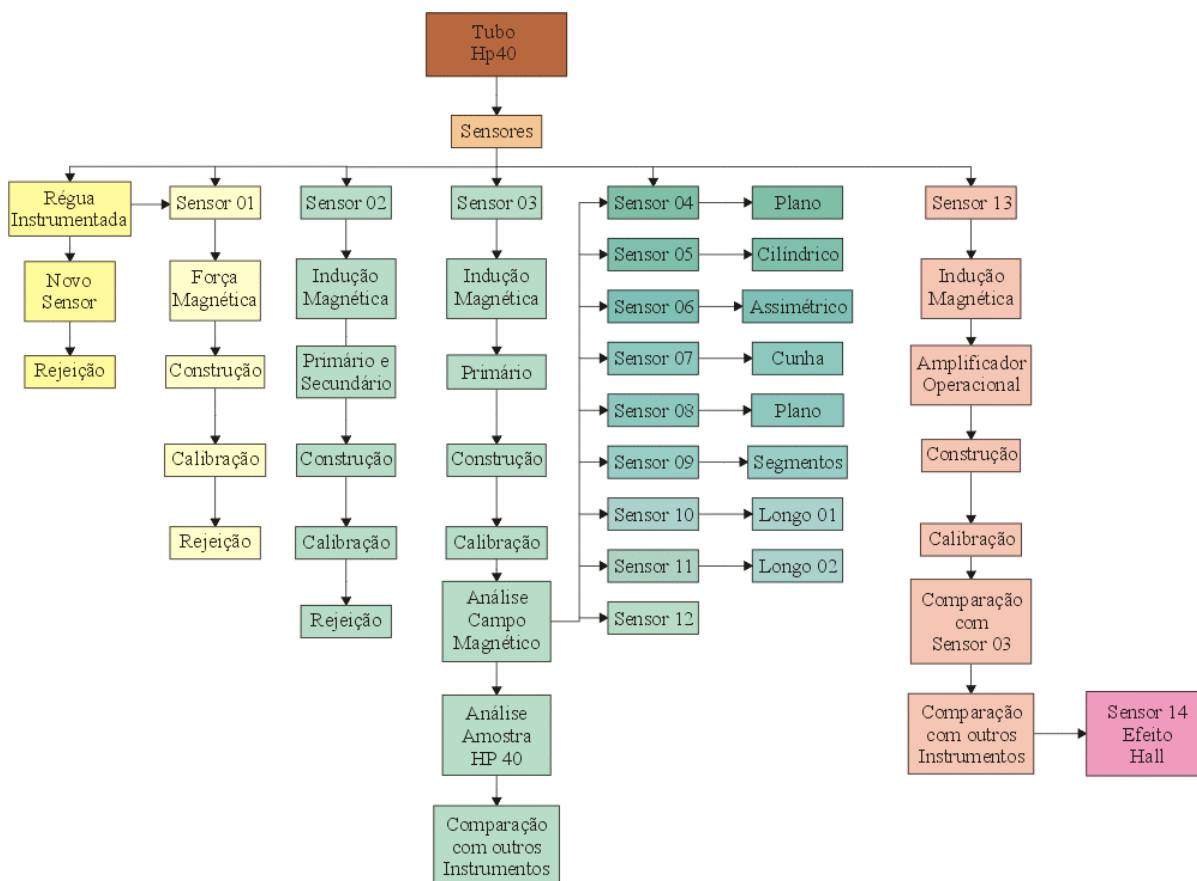 Tubo
Hp40
Sensores
Régua
Instrumentada
Novo
Sensor
Rejeição
Sensor 01
Força
Magnética
Construção
Calibração
Rejeição
Sensor 02
Indução
Magnética
Primário e
Secundário
Construção
Calibração
Rejeição
Sensor 03
Indução
Magnética
Primário
Construção
Calibração
Análise
Campo
Magnético
Análise
Amostra
HP 40
Comparação
com outros
Instrumentos
Sensor 04
Plano
Sensor 05
Cilíndrico
Sensor 06
Assimétrico
Sensor 07
Cunha
Sensor 08
Plano
Sensor 09
Segmentos
Sensor 10
Longo 01
Sensor 11
Longo 02
Sensor 12
Sensor 13
Indução
Magnética
Amplificador
Operacional
Construção
Calibração
Comparação
com
Sensor 03
Comparação
com outros
Instrumentos
Sensor 14
Efeito
Hall